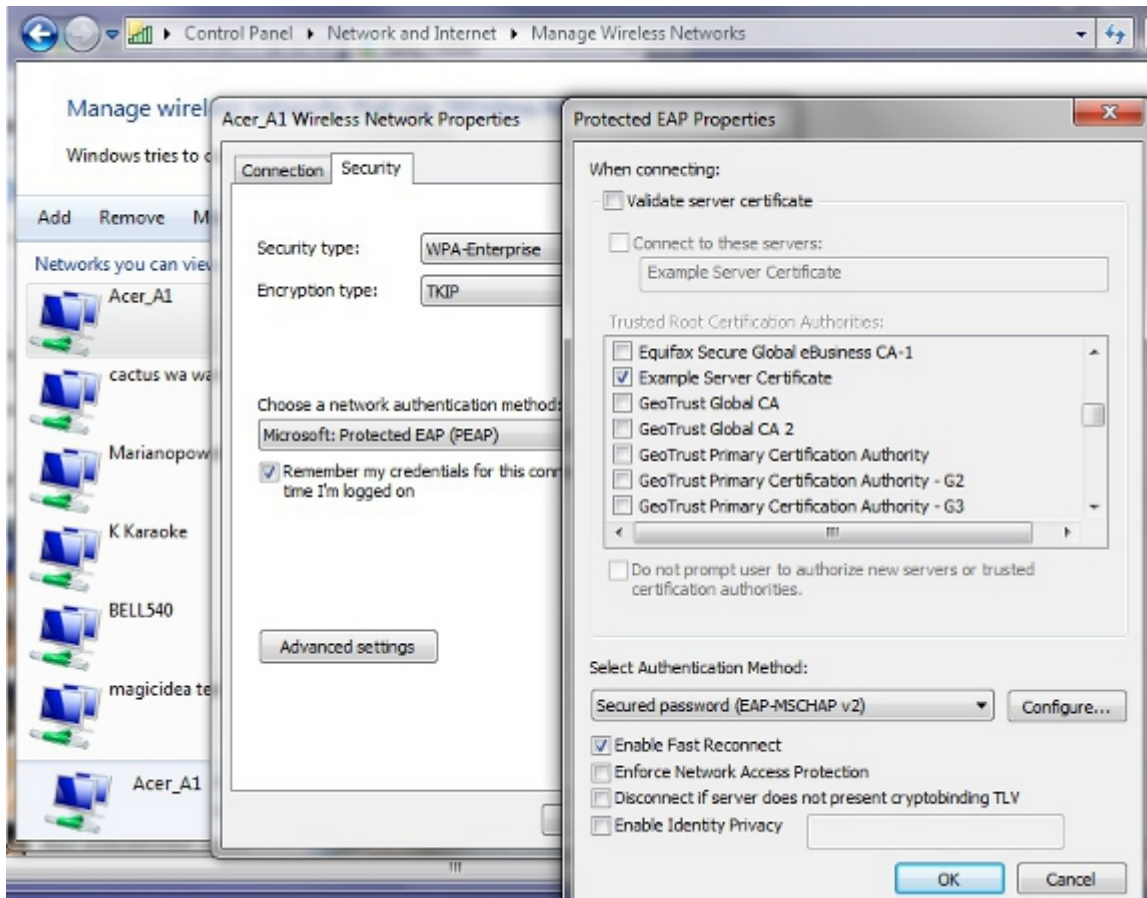 Control Panel ▸ Network and Internet ▸ Manage Wireless Networks
Manage
Windows tries to
Add Remove
Networks you can
Acer_A1
cactus wa
Marianopow
K Karaoke
BELL540
magicidea
Acer_A1
Acer_A1 Wireless Network Properties
Connection Security
Security type: WPA-Enterprise
Encryption type: TKIP
Choose a network authentication method:
Microsoft: Protected EAP (PEAP)
Remember my credentials for this
time I'm logged on
Advanced settings
Protected EAP Properties
When connecting:
Validate server certificate
Connect to these servers:
Example Server Certificate
Trusted Root Certification Authorities:
Equifax Secure Global eBusiness CA-1
Example Server Certificate
GeoTrust Global CA
GeoTrust Global CA 2
GeoTrust Primary Certification Authority
GeoTrust Primary Certification Authority - G2
GeoTrust Primary Certification Authority - G3
Do not prompt user to authorize new servers or trusted
certification authorities.
Select Authentication Method:
Secured password (EAP-MSCHAP v2) Configure...
Enable Fast Reconnect
Enforce Network Access Protection
Disconnect if server does not present cryptobinding TLV
Enable Identity Privacy
OK Cancel